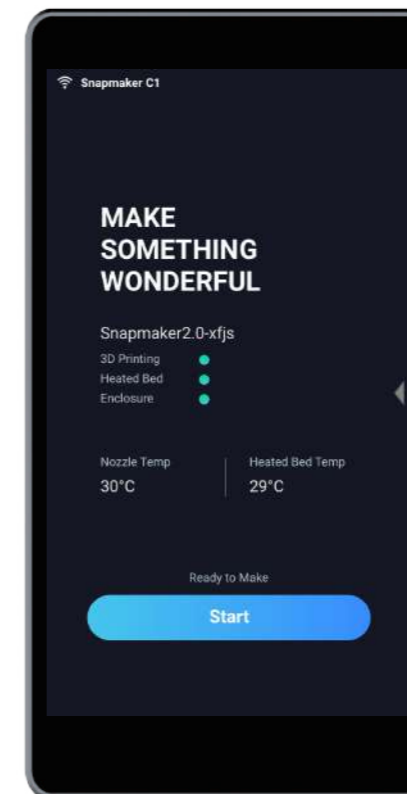 Snapmaker C1
MAKE
SOMETHING
WONDERFUL
Snapmaker2.0-xfjs
3D Printing
Heated Bed
Enclosure
Nozzle Temp
30°C
Heated Bed Temp
29°C
Ready to Make
Start